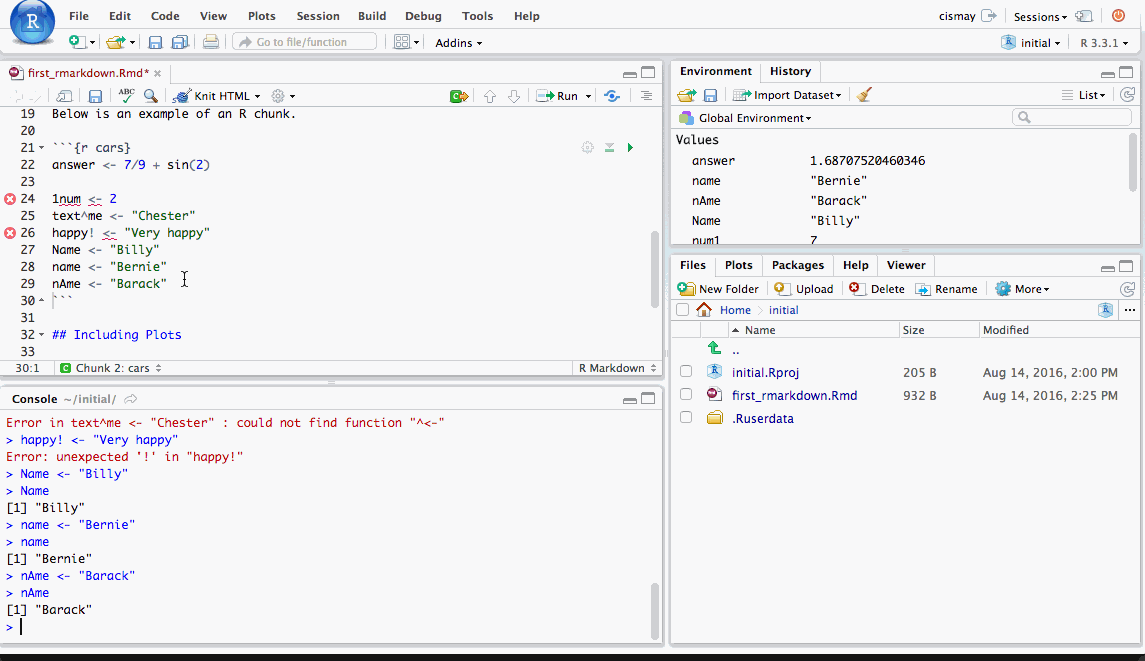 R File Edit Code View Plots Session Build Debug Tools Help cismay Sessions
Go to file/function Addins initial R 3.3.1
first_rmarkdown.Rmd*
ABC Knit HTML Run
19 Below is an example of an R chunk.
20
21 ```{r cars}
22 answer <- 7/9 + sin(2)
23
24 1num <- 2
25 text^me <- "Chester"
26 happy! <- "Very happy"
27 Name <- "Billy"
28 name <- "Bernie"
29 nAme <- "Barack"
30 ```
31
32 ## Including Plots
33
30:1 C Chunk 2: cars R Markdown
Console ~/initial/
Error in text^me <- "Chester" : could not find function "^<-"
> happy! <- "Very happy"
Error: unexpected '!' in "happy!"
> Name <- "Billy"
> Name
[1] "Billy"
> name <- "Bernie"
> name
[1] "Bernie"
> nAme <- "Barack"
> nAme
[1] "Barack"
>
Environment History
Import Dataset List
Global Environment
Values
answer 1.68707520460346
name "Bernie"
nAme "Barack"
Name "Billy"
num1 7
Files Plots Packages Help Viewer
New Folder Upload Delete Rename More
Home initial
Name Size Modified
..
initial.Rproj 205 B Aug 14, 2016, 2:00 PM
first_rmarkdown.Rmd 932 B Aug 14, 2016, 2:25 PM
.Ruserdata